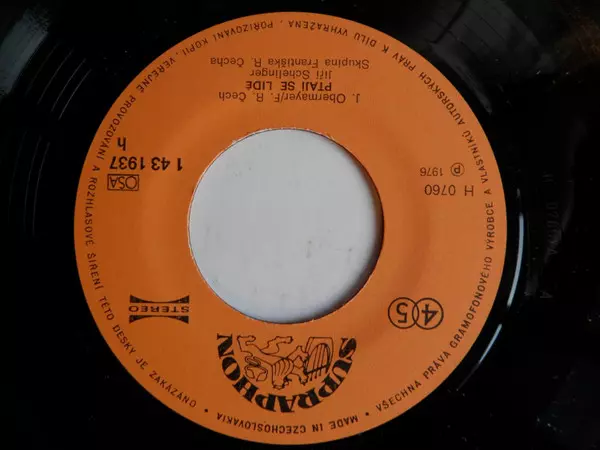 VŠECHNA PRÁVA GRAMOFONOVÉHO VÝROBCE A VLASTNÍKŮ AUTORSKÝCH PRÁV K DÍLU VYHRAŽENA. POŘIZOVÁNÍ KOPIÍ, VEŘEJNÉ PROVOZOVÁNÍ A ROZHLASOVÉ ŠÍŘENÍ TÉTO DESKY JE ZAKÁZÁNO • MADE IN CZECHOSLOVAKIA •
SUPRAPHON
STEREO
45
OSA
H 0760
℗ 1976
1 43 1937
h
J. Obermayer/F. R. Čech
PTAJÍ SE LIDÉ
Jiří Schelinger
Skupina Františka R. Čecha